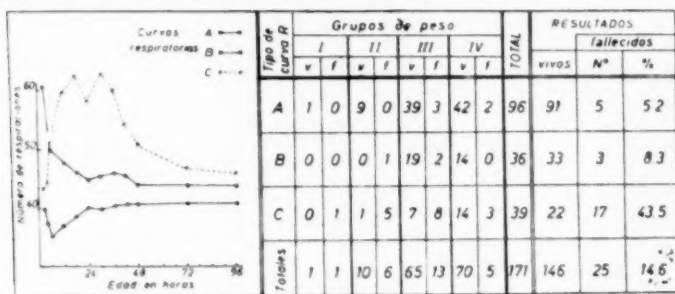 Curvas
respiratorias
A
B
C
60
50
40
24 48 72 96
Número de respiraciones
Edad en horas
Tipo de curva R | Grupos de peso | TOTAL | RESULTADOS
I | II | III | IV | vivos | fallecidos
v | f | v | f | v | f | v | f | Nº | %
A | 1 | 0 | 9 | 0 | 39 | 3 | 42 | 2 | 96 | 91 | 5 | 5.2
B | 0 | 0 | 0 | 1 | 19 | 2 | 14 | 0 | 36 | 33 | 3 | 8.3
C | 0 | 1 | 1 | 5 | 7 | 8 | 14 | 3 | 39 | 22 | 17 | 43.5
Totales | 1 | 1 | 10 | 6 | 65 | 13 | 70 | 5 | 171 | 146 | 25 | 14.6